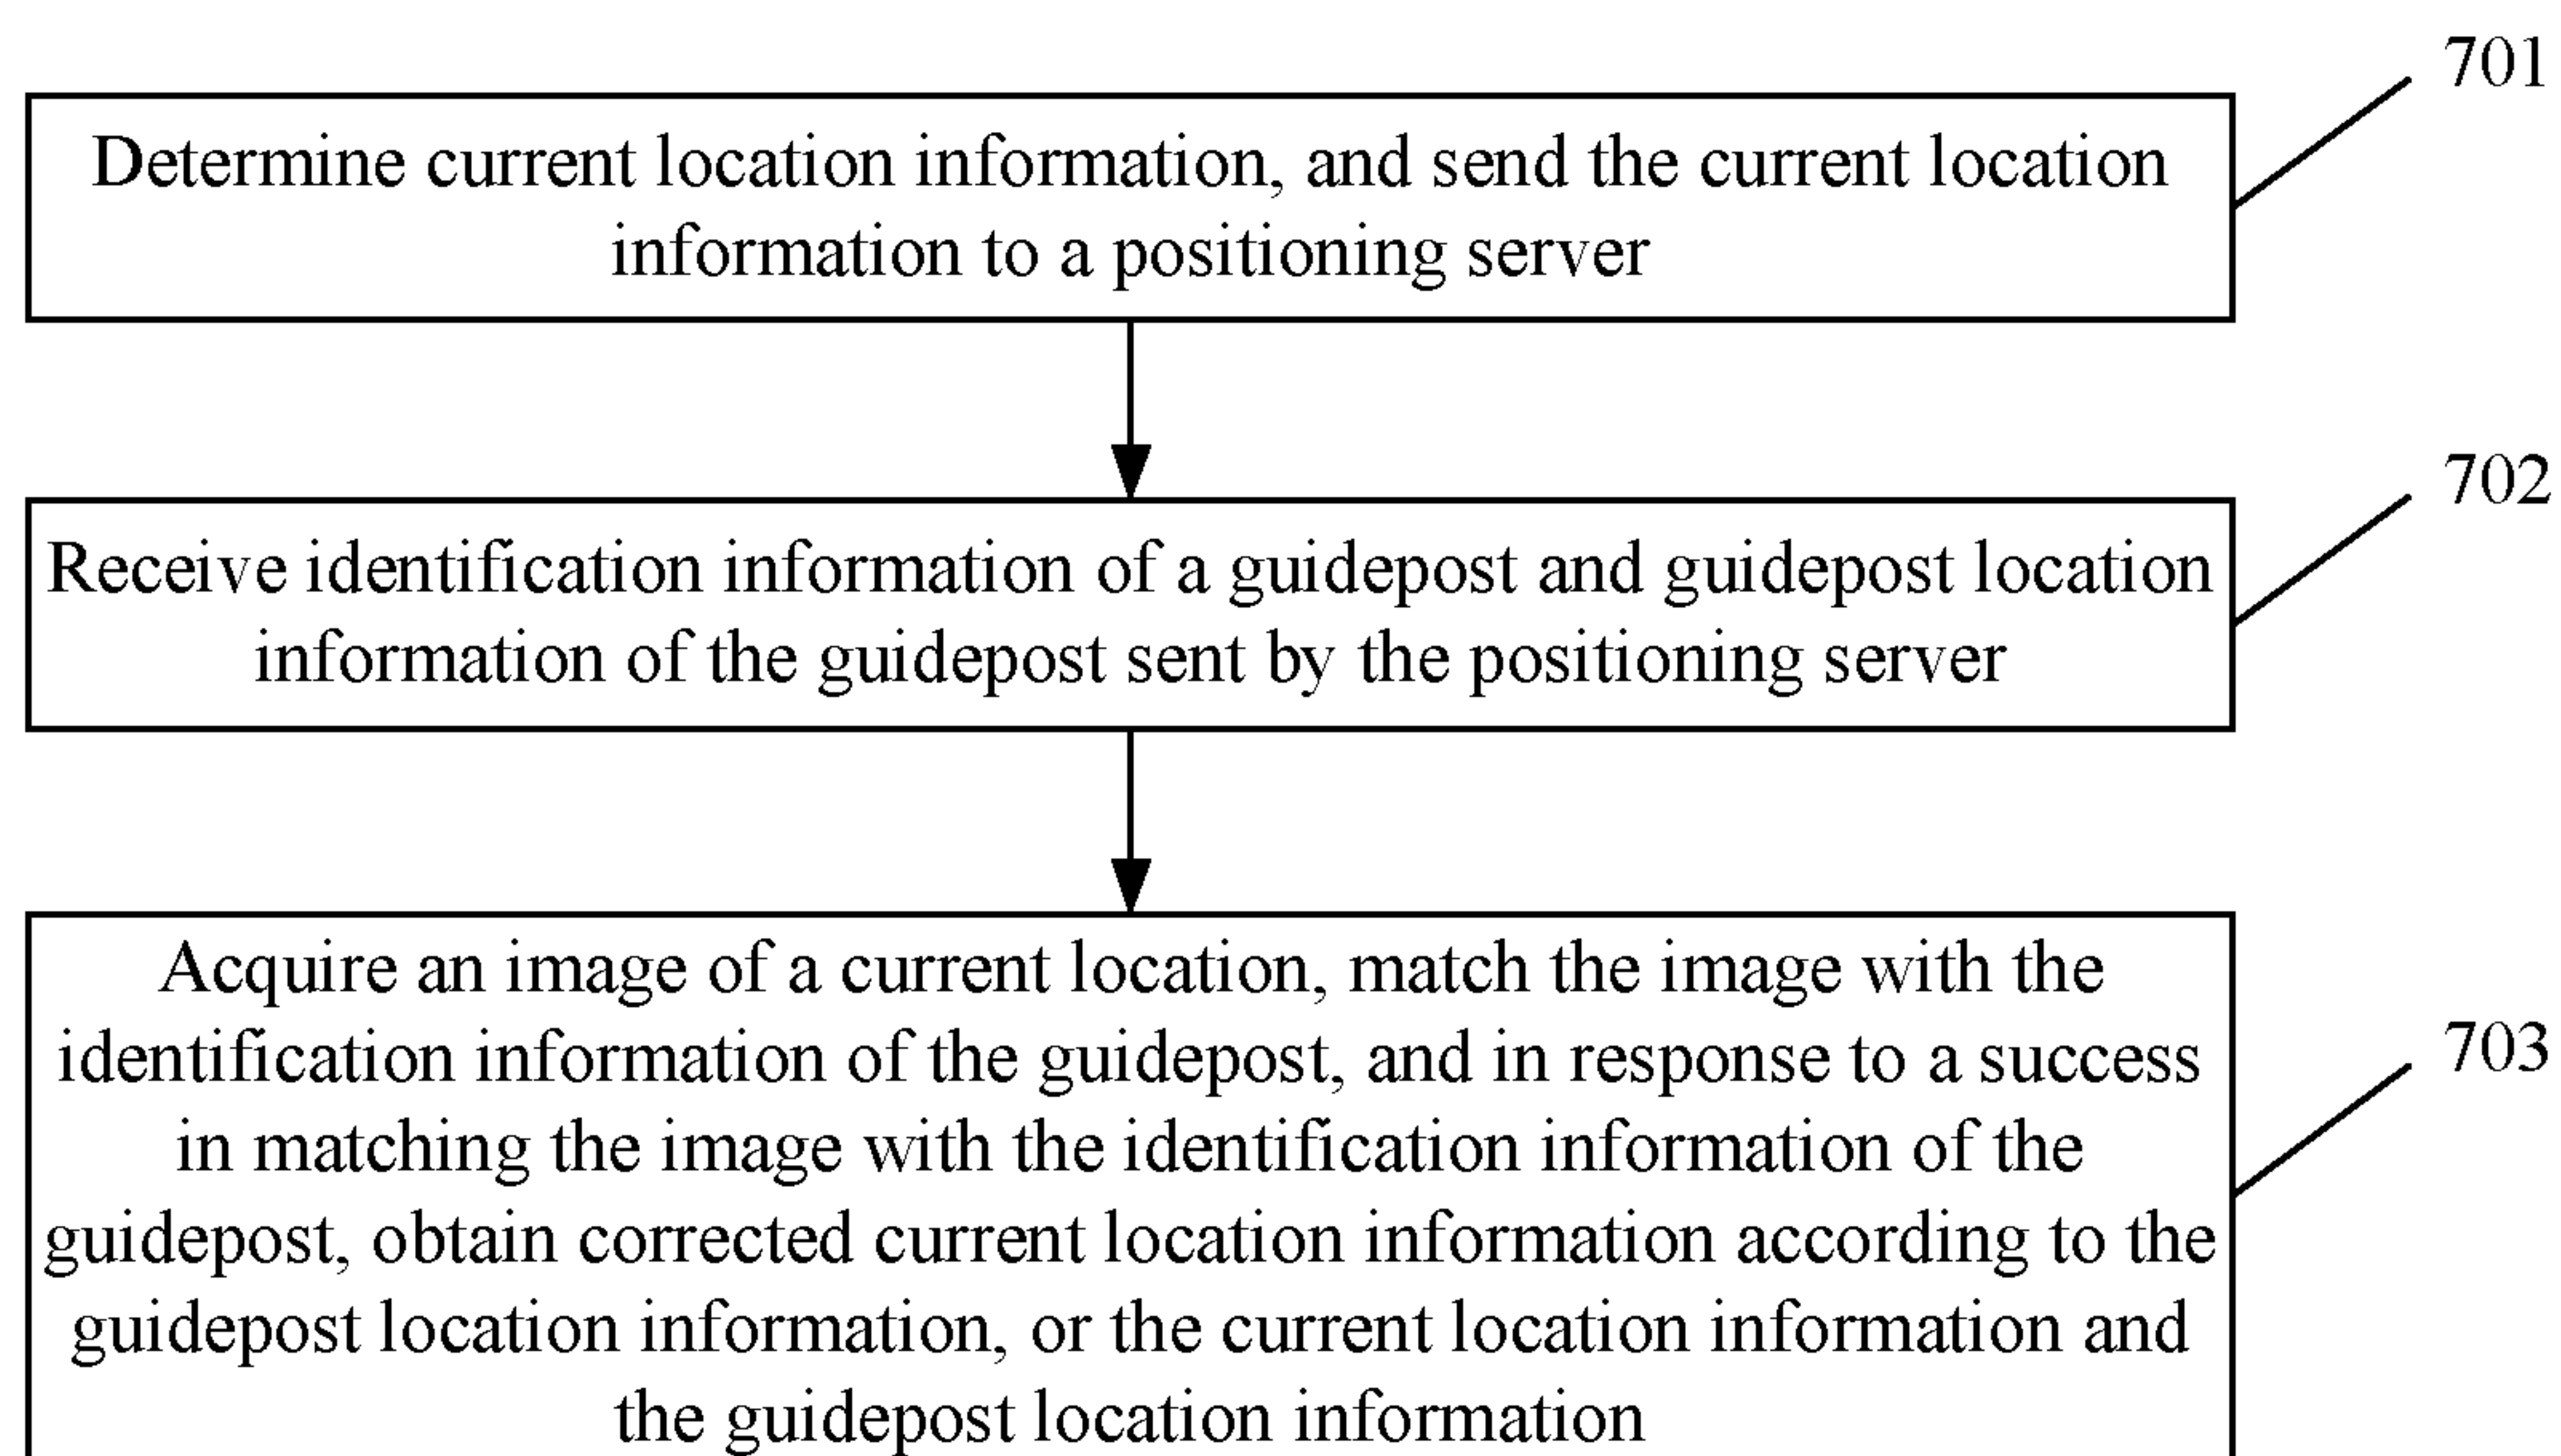 701
Determine current location information, and send the current location
information to a positioning server
702
Receive identification information of a guidepost and guidepost location
information of the guidepost sent by the positioning server
703
Acquire an image of a current location, match the image with the
identification information of the guidepost, and in response to a success
in matching the image with the identification information of the
guidepost, obtain corrected current location information according to the
guidepost location information, or the current location information and
the guidepost location information